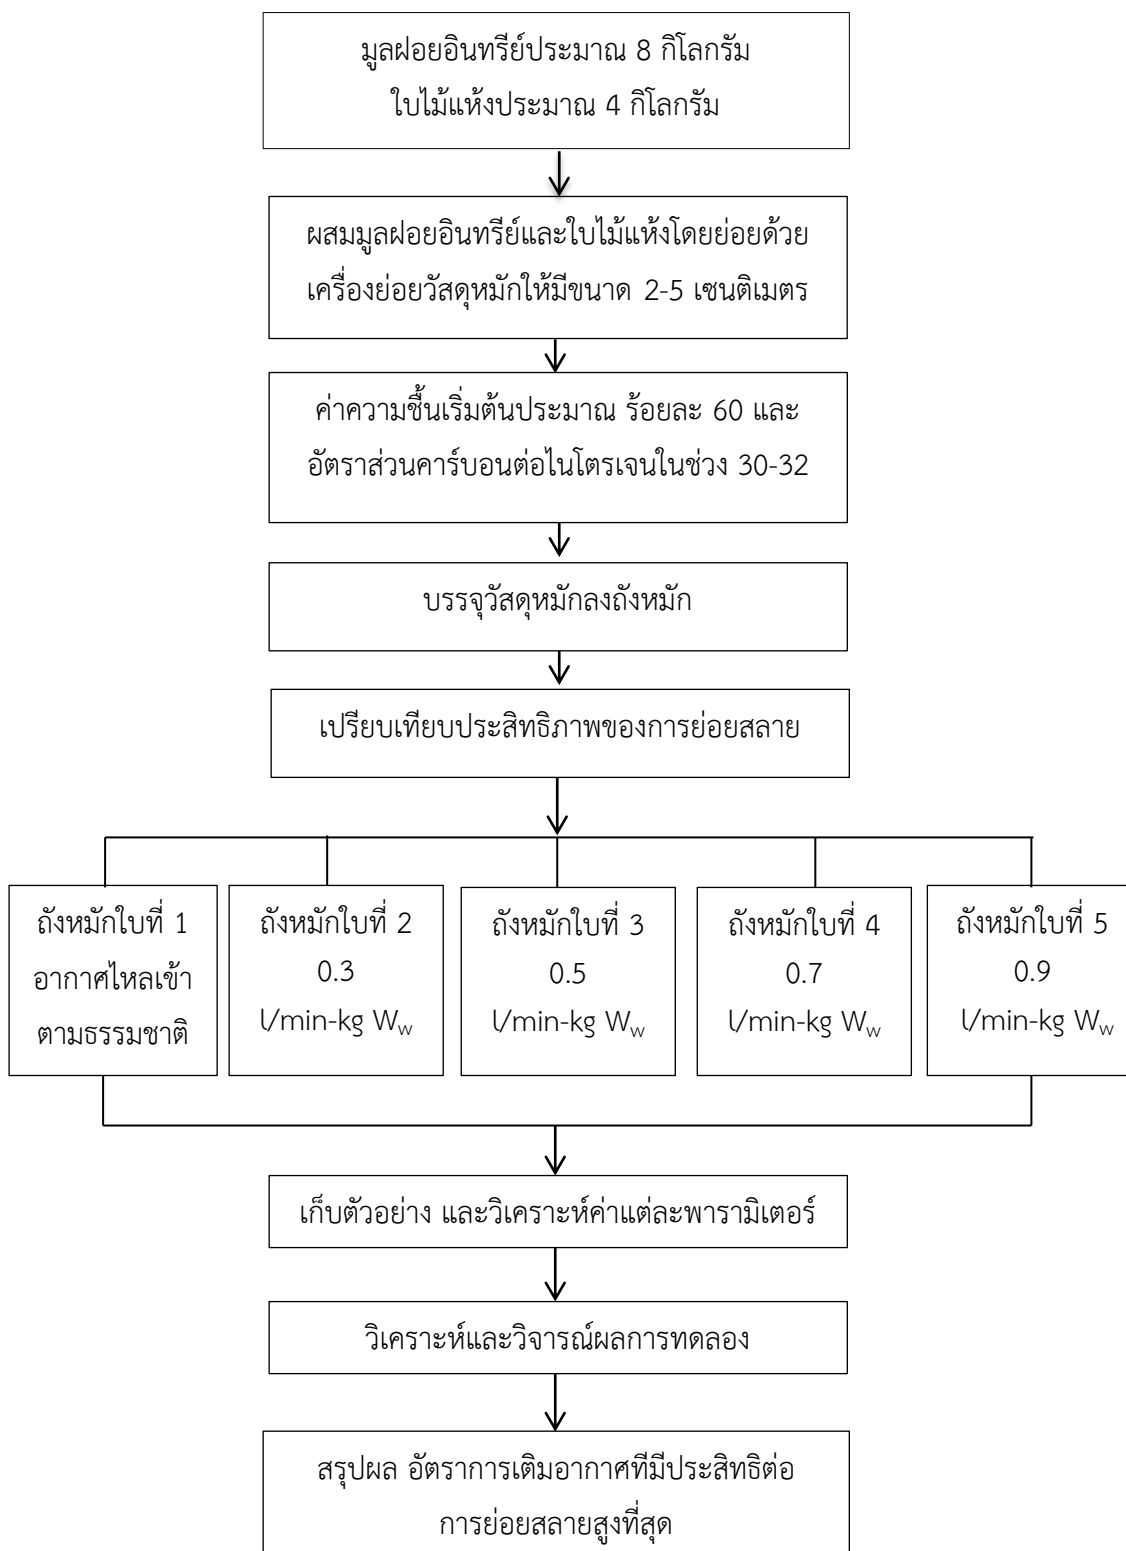 มูลฝอยอินทรีย์ประมาณ 8 กิโลกรัม
ใบไม้แห้งประมาณ 4 กิโลกรัม
ผสมมูลฝอยอินทรีย์และใบไม้แห้งโดยย่อยด้วย
เครื่องย่อยวัสดุหมักให้มีขนาด 2-5 เซนติเมตร
ค่าความชื้นเริ่มต้นประมาณ ร้อยละ 60 และ
อัตราส่วนคาร์บอนต่อไนโตรเจนในช่วง 30-32
บรรจุวัสดุหมักลงถังหมัก
เปรียบเทียบประสิทธิภาพของการย่อยสลาย
ถังหมักใบที่ 1
อากาศไหลเข้า
ตามธรรมชาติ
ถังหมักใบที่ 2
0.3
l/min-kg Ww
ถังหมักใบที่ 3
0.5
l/min-kg Ww
ถังหมักใบที่ 4
0.7
l/min-kg Ww
ถังหมักใบที่ 5
0.9
l/min-kg Ww
เก็บตัวอย่าง และวิเคราะห์ค่าแต่ละพารามิเตอร์
วิเคราะห์และวิจารณ์ผลการทดลอง
สรุปผล อัตราการเติมอากาศที่มีประสิทธิต่อ
การย่อยสลายสูงที่สุด